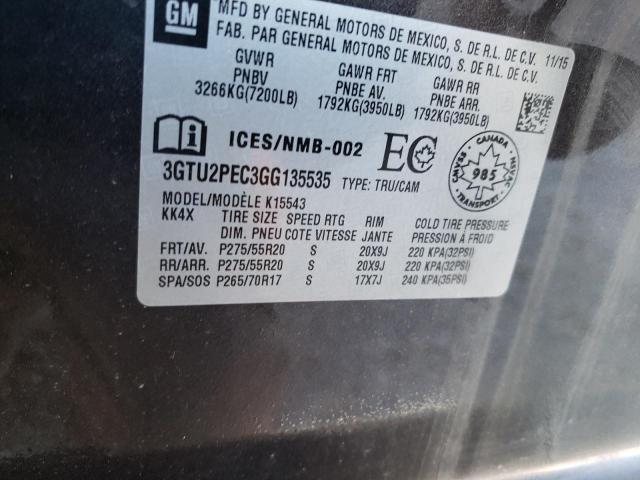 GM
MFD BY GENERAL MOTORS DE MEXICO, S. DE R.L. DE C.V.
FAB. PAR GENERAL MOTORS DE MEXICO, S. DE R.L. DE C.V. 11/15
GVWR GAWR FRT GAWR RR
PNBV PNBE AV. PNBE ARR.
3266KG(7200LB) 1792KG(3950LB) 1792KG(3950LB)
i ICES/NMB-002 EC
CANADA
CMVSS 985 NSVAC
TRANSPORT
3GTU2PEC3GG135535 TYPE: TRU/CAM
MODEL/MODÈLE K15543
KK4X TIRE SIZE SPEED RTG RIM COLD TIRE PRESSURE
DIM. PNEU COTE VITESSE JANTE PRESSION À FROID
FRT/AV. P275/55R20 S 20X9J 220 KPA(32PSI)
RR/ARR. P275/55R20 S 20X9J 220 KPA(32PSI)
SPA/SOS P265/70R17 S 17X7J 240 KPA(35PSI)